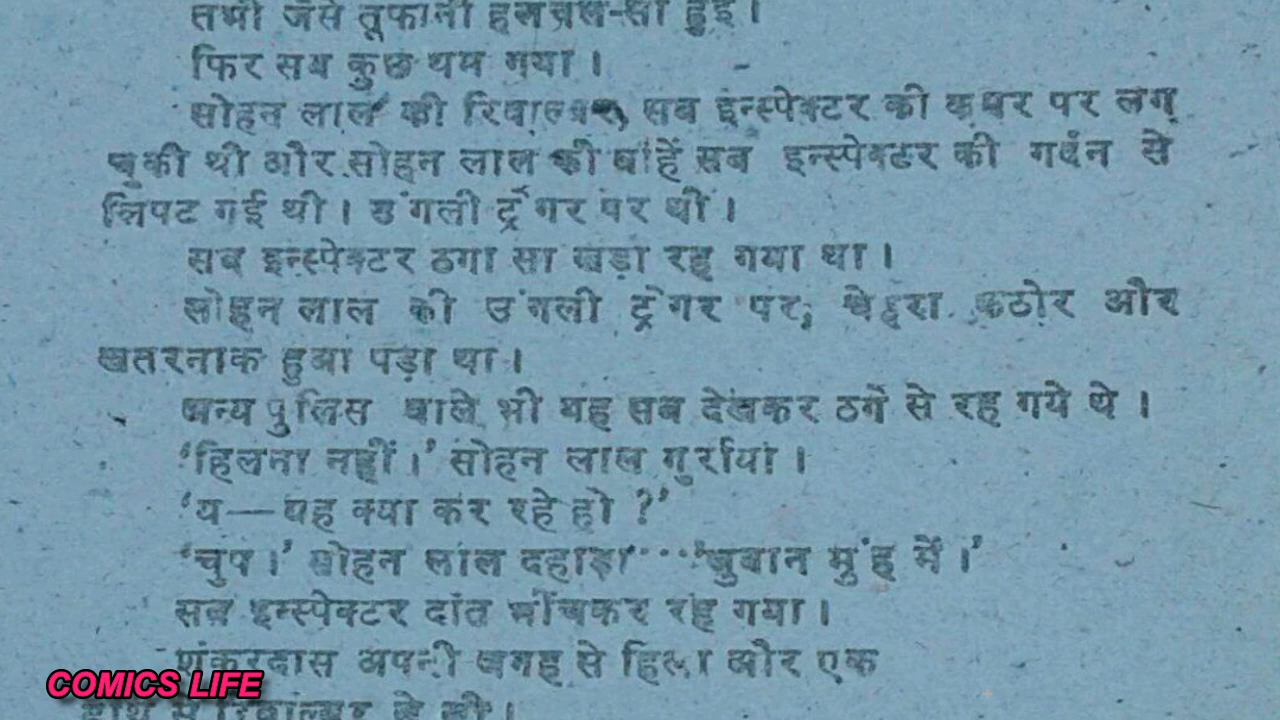 तभी जैसे तूफानी हलचल-सी हुई।
फिर सब कुछ थम गया।
सोहन लाल की रिवाल्वर, सब इन्स्पेक्टर की कमर पर लग
चुकी थी और सोहन लाल की बांहें सब इन्स्पेक्टर की गर्दन से
लिपट गई थी। उंगली ट्रेगर पर थी।
सब इन्स्पेक्टर ठगा सा खड़ा रह गया था।
सोहन लाल की उंगली ट्रेगर पर, चेहरा कठोर और
खतरनाक हुआ पड़ा था।
अन्य पुलिस वाले भी यह सब देखकर ठगे से रह गये थे।
‘हिलना नहीं।’ सोहन लाल गुर्राया।
‘य—यह क्या कर रहे हो ?’
‘चुप।’ सोहन लाल दहाड़ा···‘जुबान मुंह में।’
सब इन्स्पेक्टर दांत भींचकर रह गया।
शंकरदास अपनी जगह से हिला और एक
रिवाल्वर ले ली।
COMICS LIFE